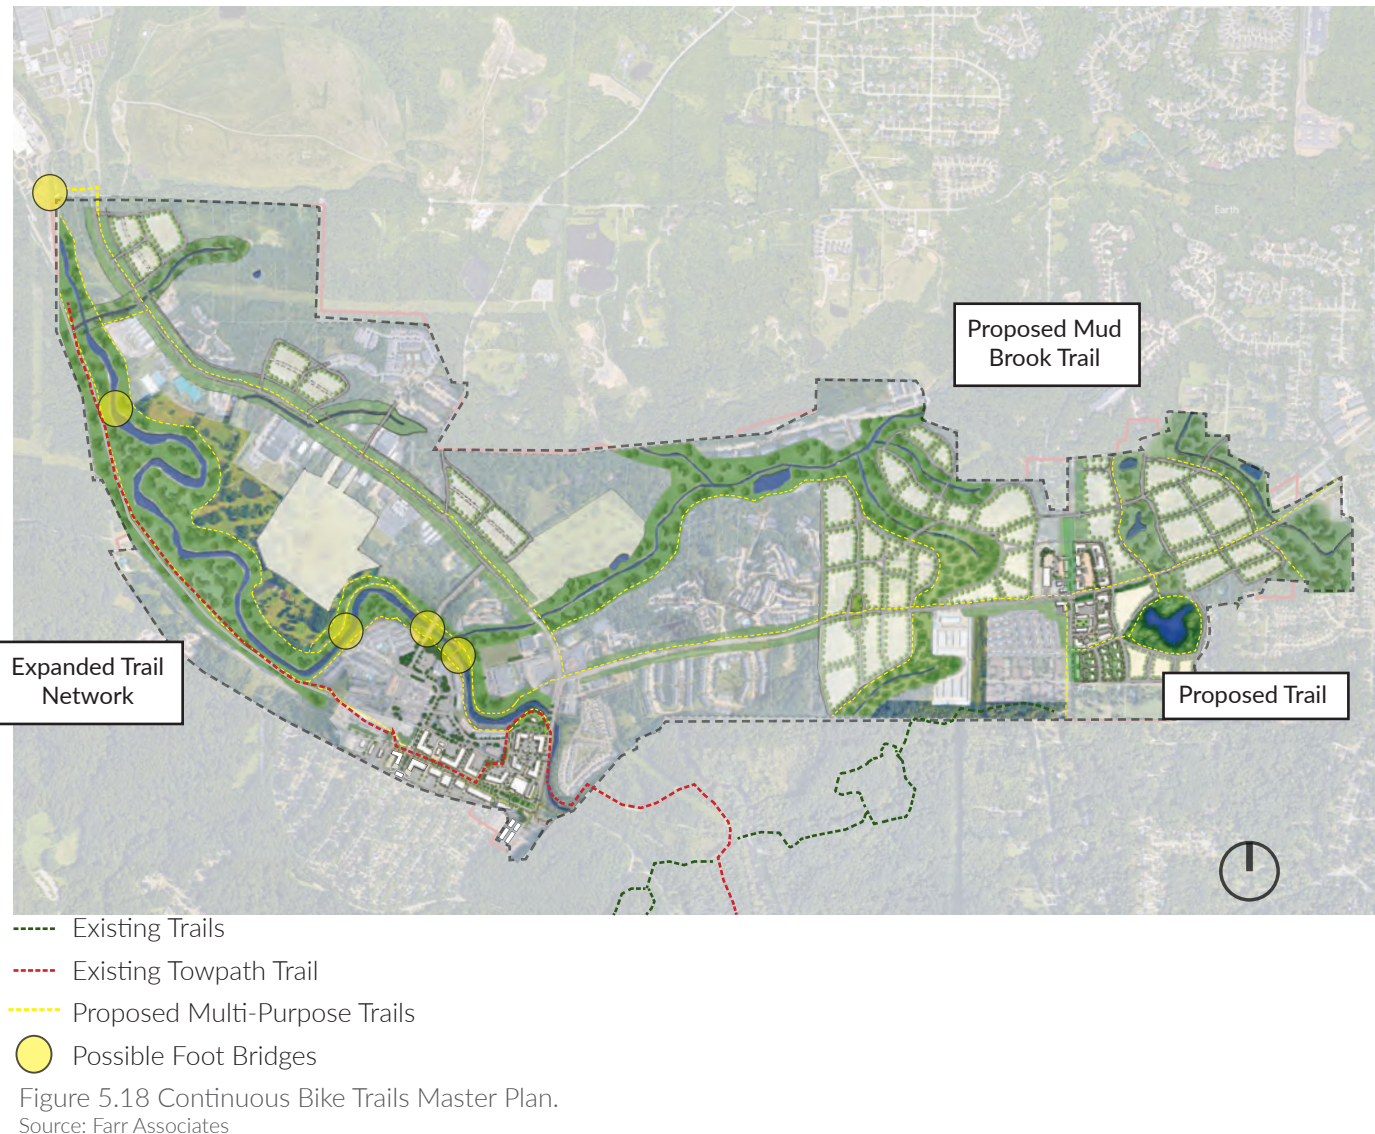 Earth
Proposed Mud
Brook Trail
Expanded Trail
Network
Proposed Trail
Existing Trails
Existing Towpath Trail
Proposed Multi-Purpose Trails
Possible Foot Bridges
Figure 5.18 Continuous Bike Trails Master Plan.
Source: Farr Associates